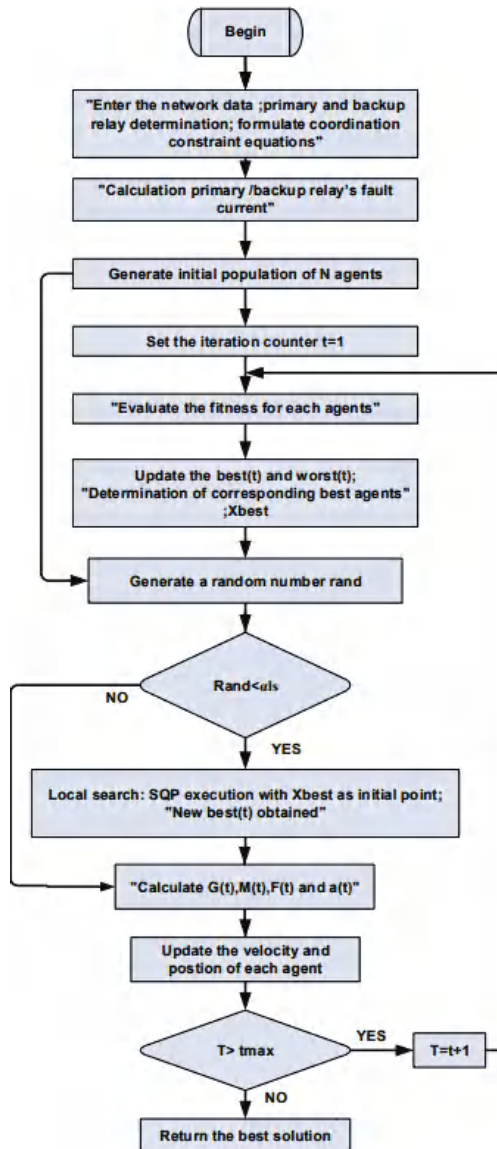 Begin
"Enter the network data ;primary and backup
relay determination; formulate coordination
constraint equations"
"Calculation primary /backup relay's fault
current"
Generate initial population of N agents
Set the iteration counter t=1
"Evaluate the fitness for each agents"
Update the best(t) and worst(t);
"Determination of corresponding best agents"
;Xbest
Generate a random number rand
Rand<αls
NO
YES
Local search: SQP execution with Xbest as initial point;
"New best(t) obtained"
"Calculate G(t),M(t),F(t) and a(t)"
Update the velocity and
postion of each agent
T> tmax
YES
T=t+1
NO
Return the best solution